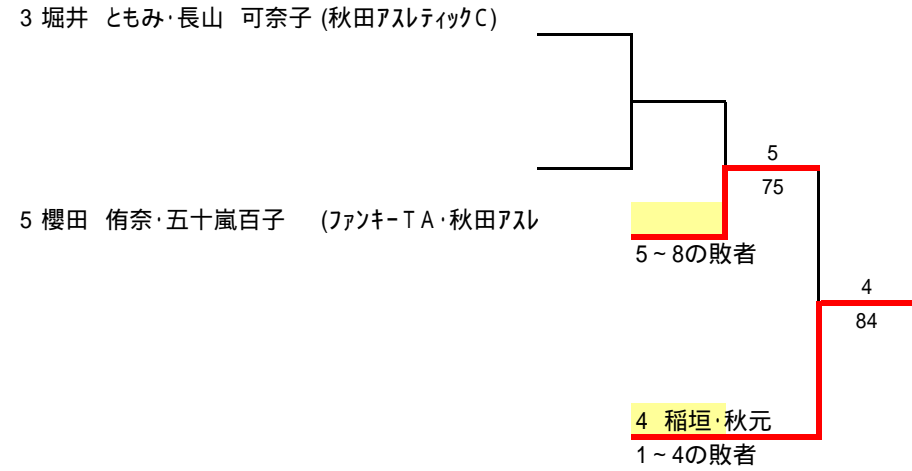 3 堀井 ともみ･長山 可奈子 (秋田ｱｽﾚﾃｨｯｸC)
5
75
5 櫻田 侑奈･五十嵐百子 (ﾌｧﾝｷｰTA･秋田ｱｽﾚ
5~8の敗者
4
84
4 稲垣･秋元
1~4の敗者